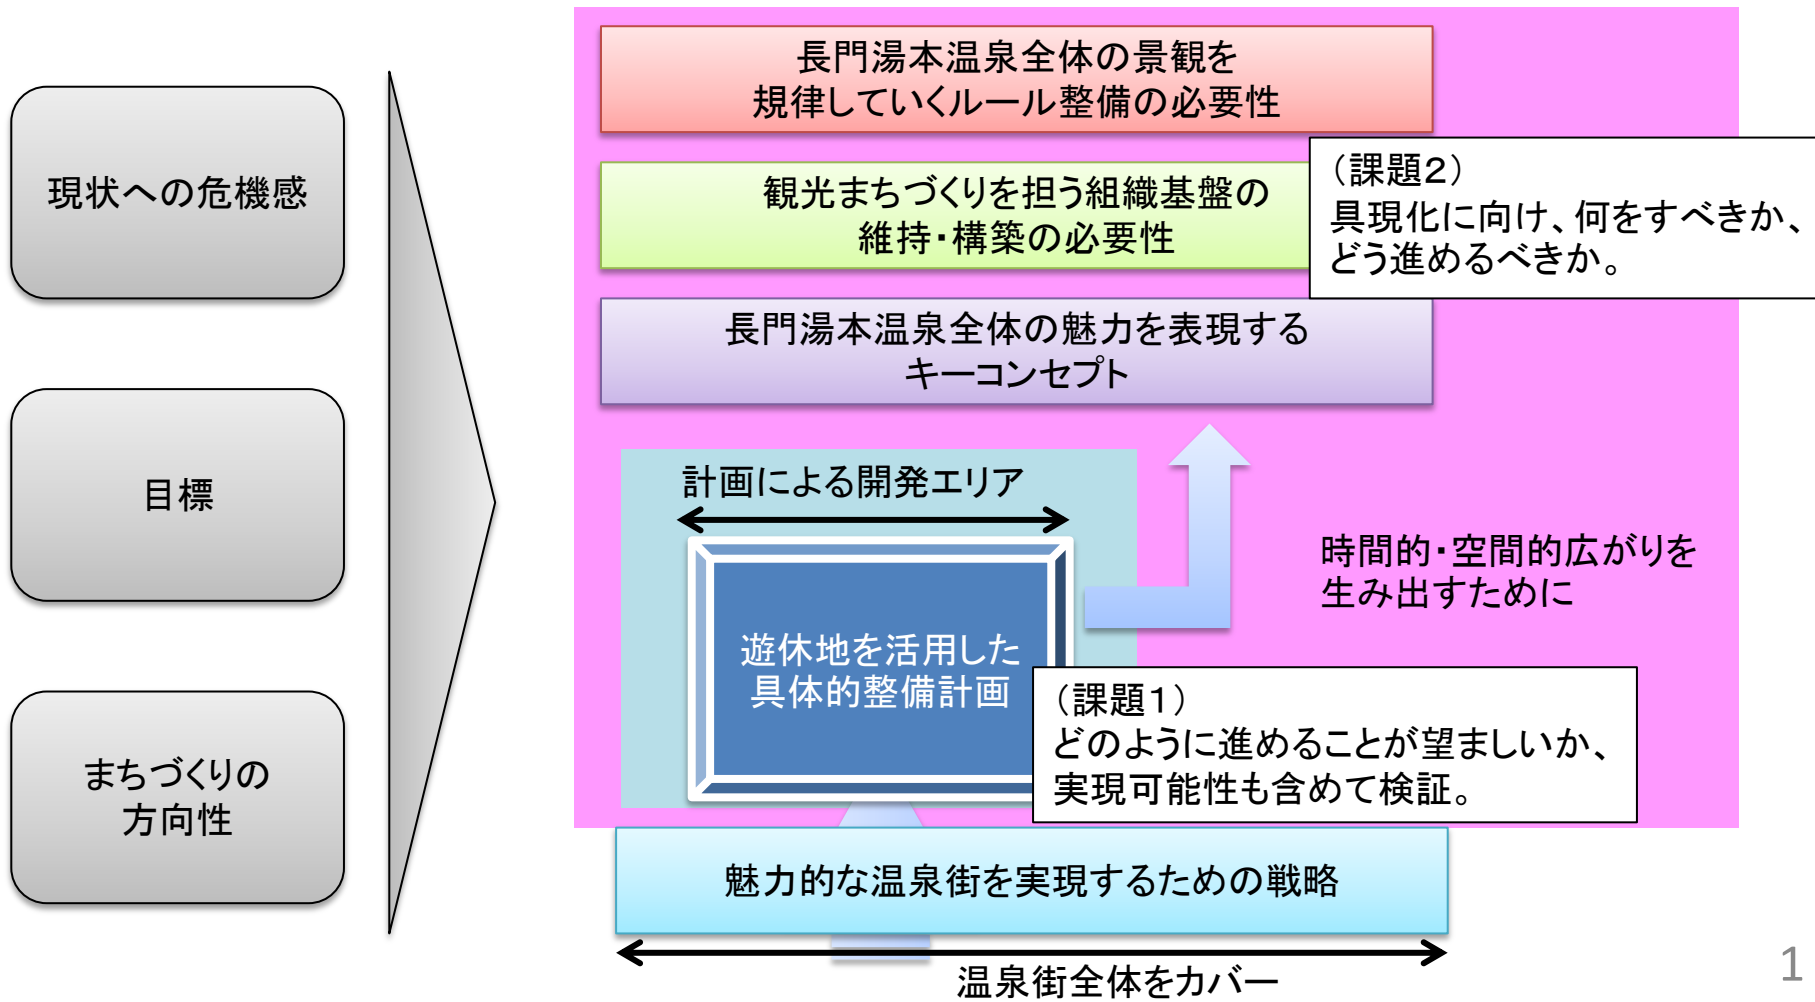 現状への危機感
目標
まちづくりの
方向性
長門湯本温泉全体の景観を
規律していくルール整備の必要性
観光まちづくりを担う組織基盤の
維持・構築の必要性
（課題２）
具現化に向け、何をすべきか、
どう進めるべきか。
長門湯本温泉全体の魅力を表現する
キーコンセプト
計画による開発エリア
遊休地を活用した
具体的整備計画
時間的・空間的広がりを
生み出すために
（課題１）
どのように進めることが望ましいか、
実現可能性も含めて検証。
魅力的な温泉街を実現するための戦略
温泉街全体をカバー
1